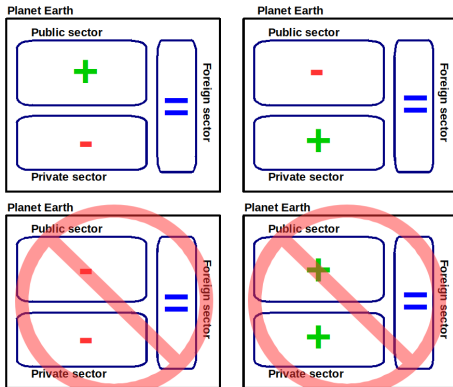 Planet Earth
Public sector
+
-
Private sector
=
Foreign sector
Planet Earth
Public sector
-
+
Private sector
=
Foreign sector
Planet Earth
Public sector
-
-
Private sector
=
Foreign sector
Planet Earth
Public sector
+
+
Private sector
=
Foreign sector